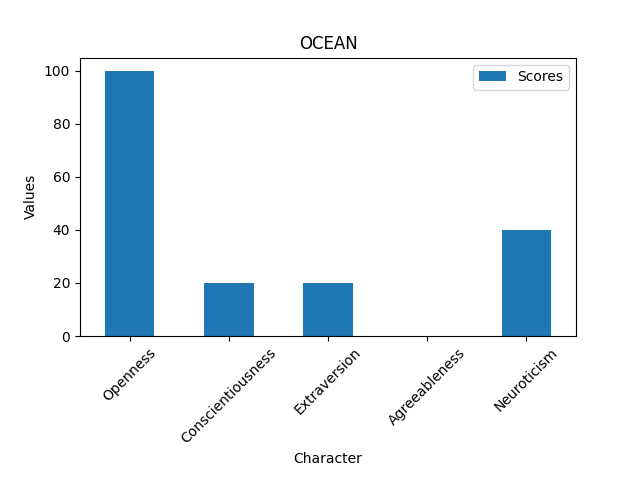 OCEAN
Scores
Values
100
80
60
40
20
0
Openness
Conscientiousness
Extraversion
Agreeableness
Neuroticism
Character